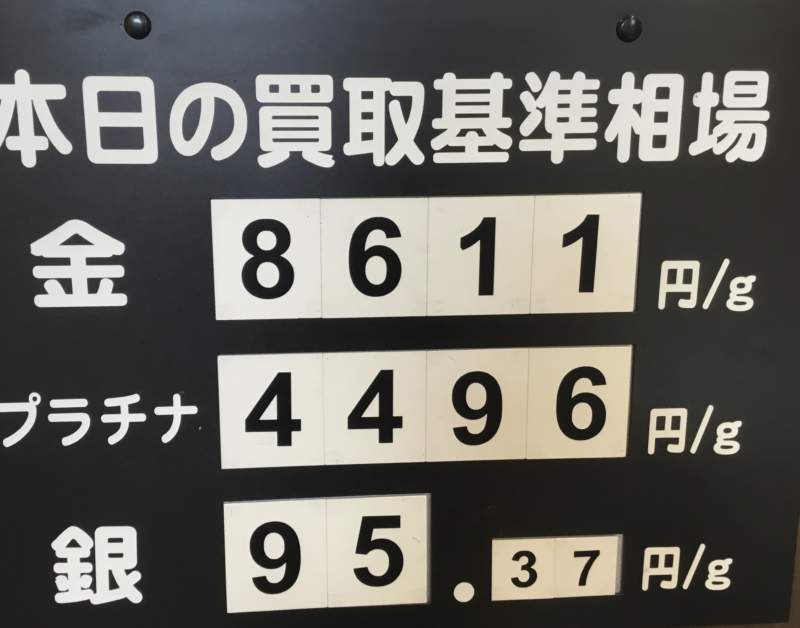 本日の買取基準相場
金 8611 円/g
プラチナ 4496 円/g
銀 95.37 円/g